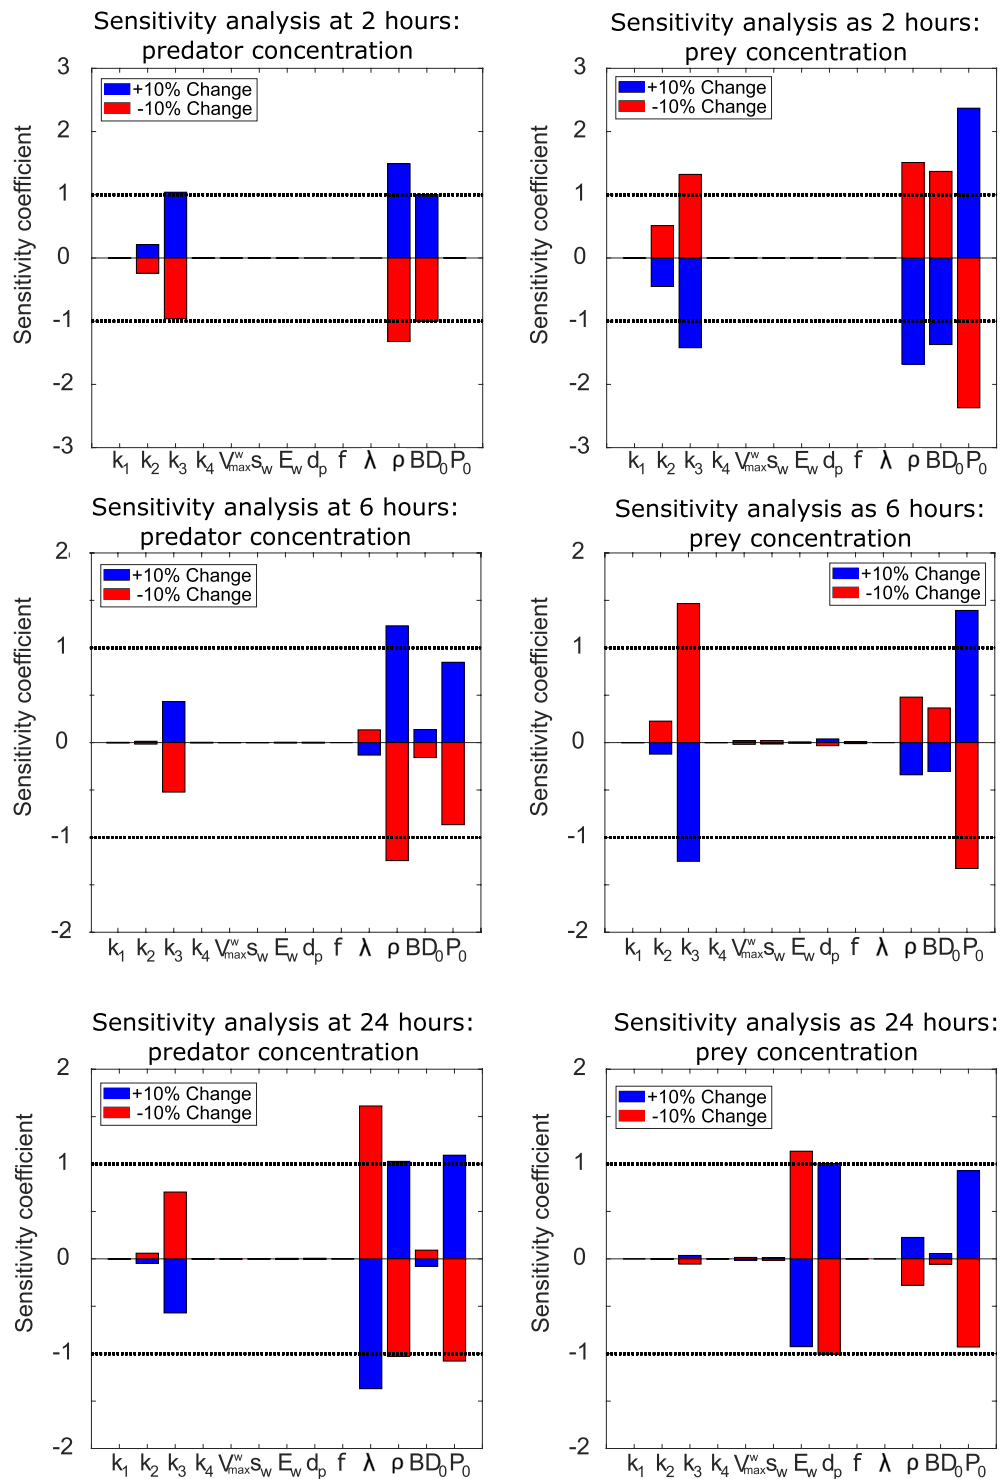 Sensitivity analysis at 2 hours:
predator concentration
3
2
1
0
-1
-2
-3
Sensitivity coefficient
+10% Change
-10% Change
k1 k2 k3 k4 Vwmax sw Ew dp f λ ρ BD0 P0
Sensitivity analysis as 2 hours:
prey concentration
3
2
1
0
-1
-2
-3
Sensitivity coefficient
+10% Change
-10% Change
k1 k2 k3 k4 Vwmax sw Ew dp f λ ρ BD0 P0
Sensitivity analysis at 6 hours:
predator concentration
2
1
0
-1
-2
Sensitivity coefficient
+10% Change
-10% Change
k1 k2 k3 k4 Vwmax sw Ew dp f λ ρ BD0 P0
Sensitivity analysis as 6 hours:
prey concentration
2
1
0
-1
-2
Sensitivity coefficient
+10% Change
-10% Change
k1 k2 k3 k4 Vwmax sw Ew dp f λ ρ BD0 P0
Sensitivity analysis at 24 hours:
predator concentration
2
1
0
-1
-2
Sensitivity coefficient
+10% Change
-10% Change
k1 k2 k3 k4 Vwmax sw Ew dp f λ ρ BD0 P0
Sensitivity analysis as 24 hours:
prey concentration
2
1
0
-1
-2
Sensitivity coefficient
+10% Change
-10% Change
k1 k2 k3 k4 Vwmax sw Ew dp f λ ρ BD0 P0